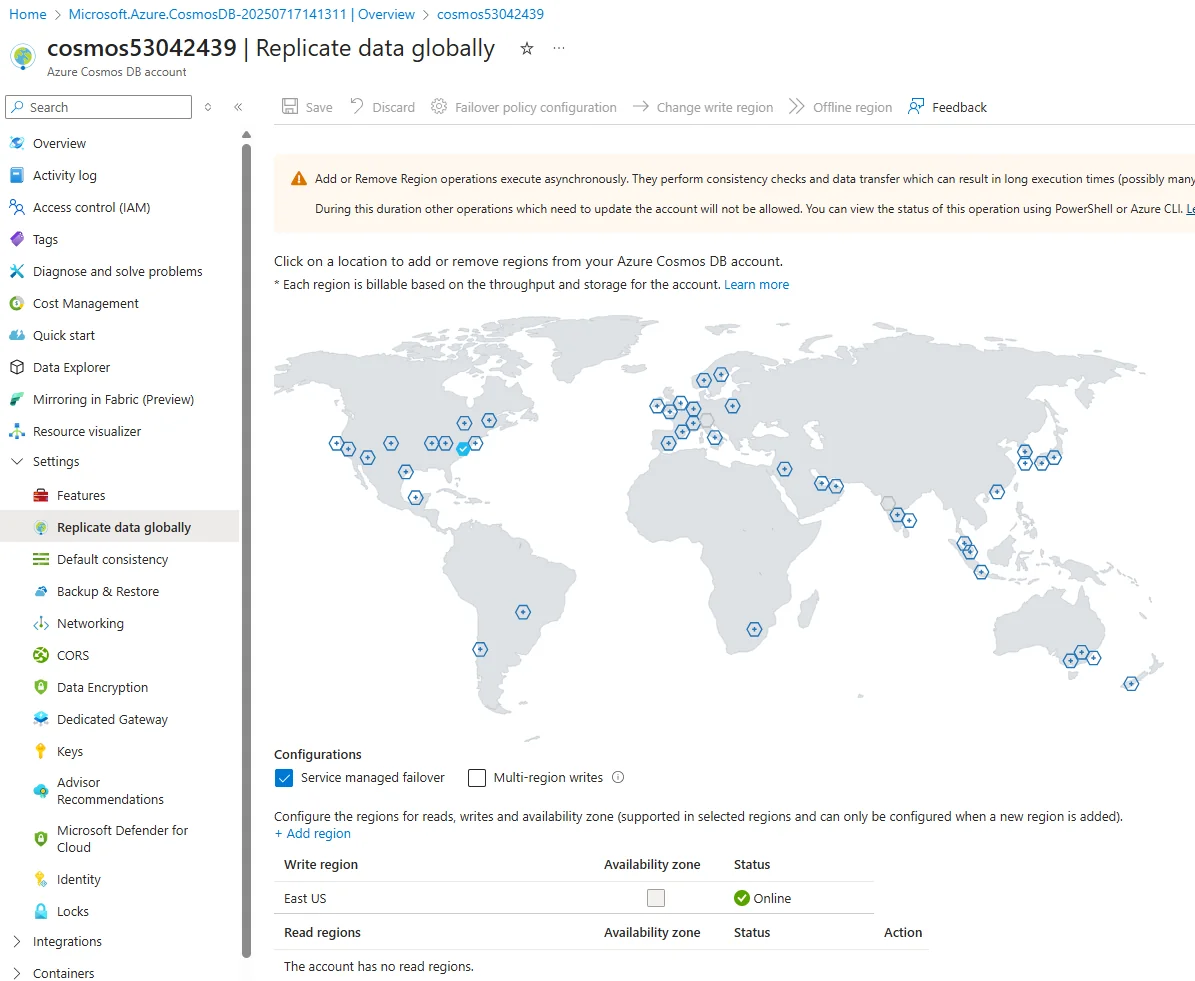 Home > Microsoft.Azure.CosmosDB-20250717141311 | Overview > cosmos53042439
cosmos53042439 | Replicate data globally
Azure Cosmos DB account
Search
Save Discard Failover policy configuration Change write region Offline region Feedback
Overview
Activity log
Access control (IAM)
Tags
Diagnose and solve problems
Cost Management
Quick start
Data Explorer
Mirroring in Fabric (Preview)
Resource visualizer
Settings
Features
Replicate data globally
Default consistency
Backup & Restore
Networking
CORS
Data Encryption
Dedicated Gateway
Keys
Advisor
Recommendations
Microsoft Defender for
Cloud
Identity
Locks
Integrations
Containers
Add or Remove Region operations execute asynchronously. They perform consistency checks and data transfer which can result in long execution times (possibly many
During this duration other operations which need to update the account will not be allowed. You can view the status of this operation using PowerShell or Azure CLI. Le
Click on a location to add or remove regions from your Azure Cosmos DB account.
* Each region is billable based on the throughput and storage for the account. Learn more
Configurations
Service managed failover Multi-region writes
Configure the regions for reads, writes and availability zone (supported in selected regions and can only be configured when a new region is added).
+ Add region
Write region Availability zone Status
East US Online
Read regions Availability zone Status Action
The account has no read regions.